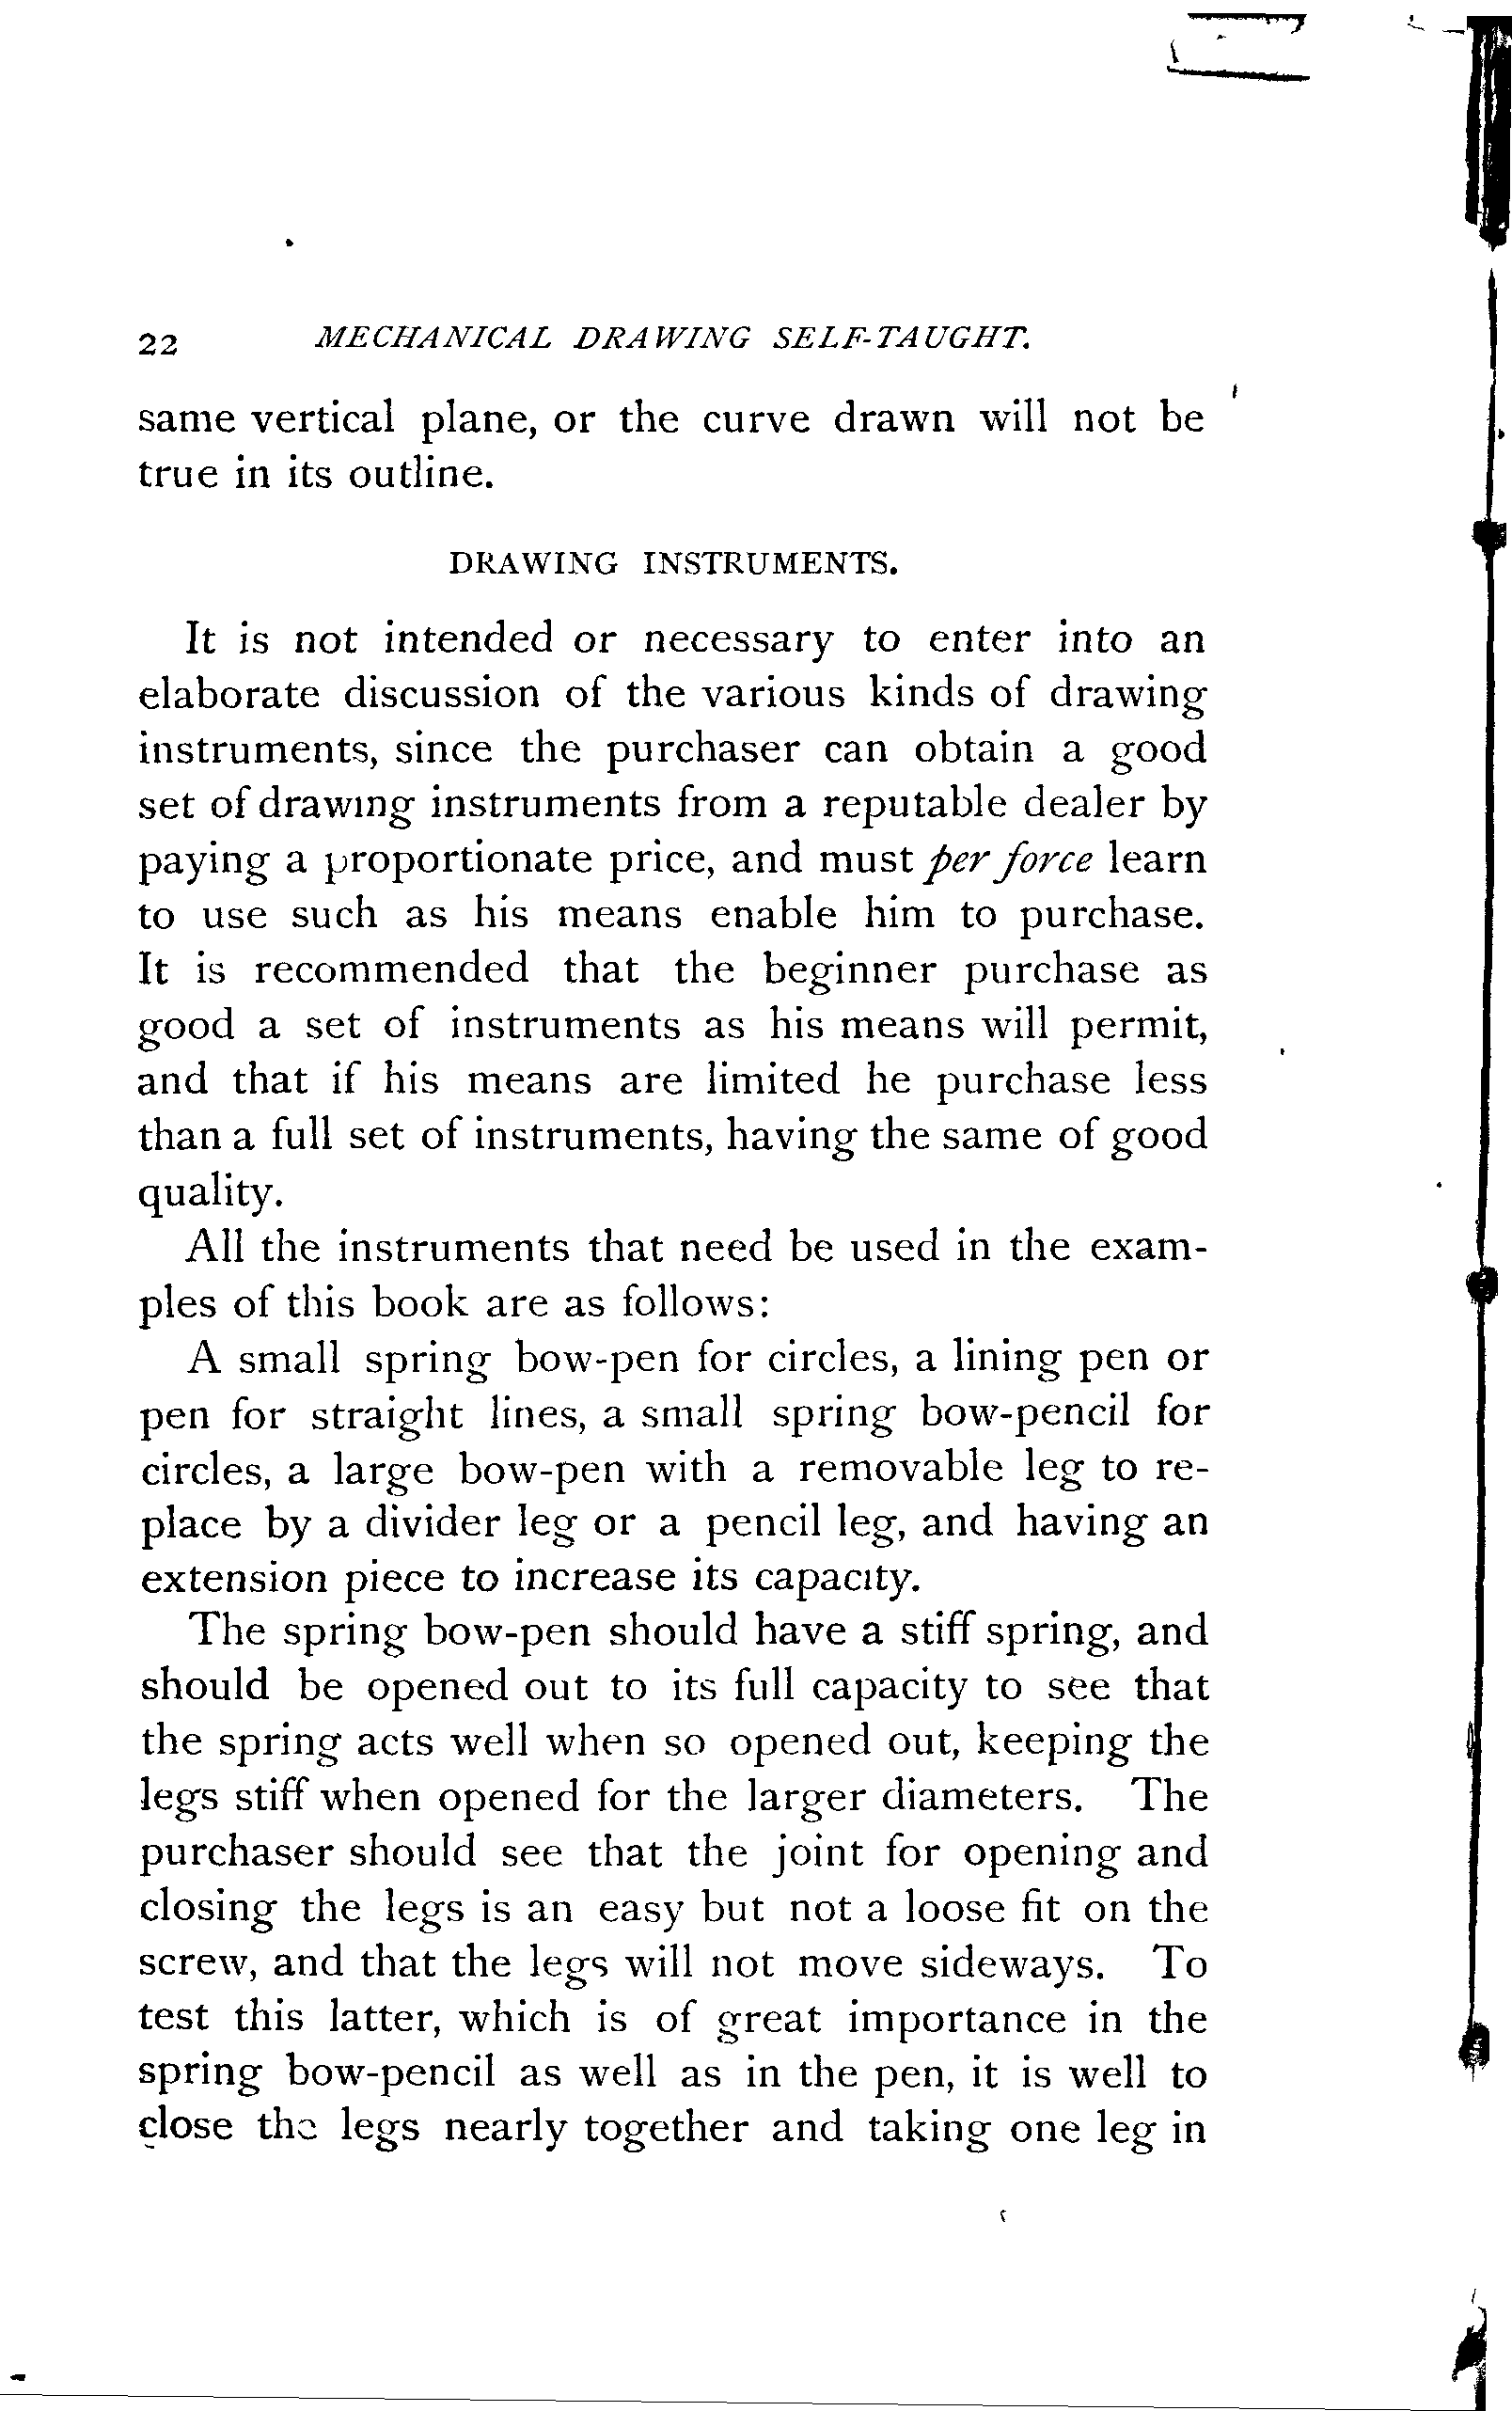 22 MECHANICAL DRAWING SELF-TAUGHT.
same vertical plane, or the curve drawn will not be
true in its outline.
DRAWING INSTRUMENTS.
It is not intended or necessary to enter into an
elaborate discussion of the various kinds of drawing
instruments, since the purchaser can obtain a good
set of drawing instruments from a reputable dealer by
paying a proportionate price, and must per force learn
to use such as his means enable him to purchase.
It is recommended that the beginner purchase as
good a set of instruments as his means will permit,
and that if his means are limited he purchase less
than a full set of instruments, having the same of good
quality.
All the instruments that need be used in the exam-
ples of this book are as follows:
A small spring bow-pen for circles, a lining pen or
pen for straight lines, a small spring bow-pencil for
circles, a large bow-pen with a removable leg to re-
place by a divider leg or a pencil leg, and having an
extension piece to increase its capacity.
The spring bow-pen should have a stiff spring, and
should be opened out to its full capacity to see that
the spring acts well when so opened out, keeping the
legs stiff when opened for the larger diameters. The
purchaser should see that the joint for opening and
closing the legs is an easy but not a loose fit on the
screw, and that the legs will not move sideways. To
test this latter, which is of great importance in the
spring bow-pencil as well as in the pen, it is well to
close the legs nearly together and taking one leg in